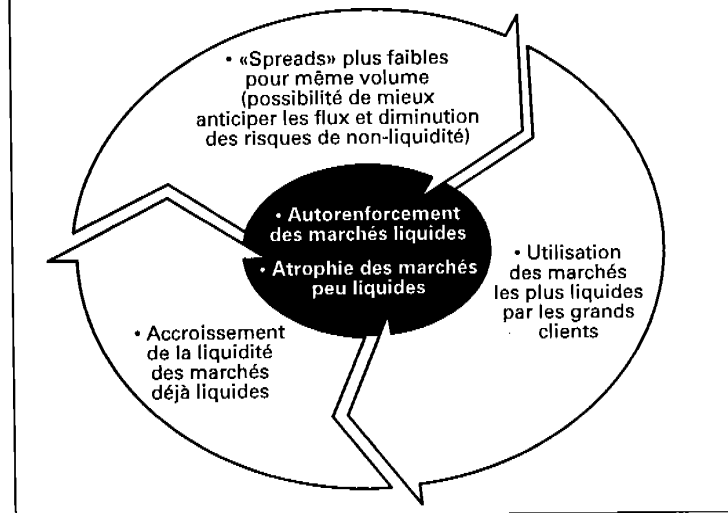 • «Spreads» plus faibles
pour même volume
(possibilité de mieux
anticiper les flux et diminution
des risques de non-liquidité)
• Autorenforcement
des marchés liquides
• Atrophie des marchés
peu liquides
• Utilisation
des marchés
les plus liquides
par les grands
clients
• Accroissement
de la liquidité
des marchés
déjà liquides